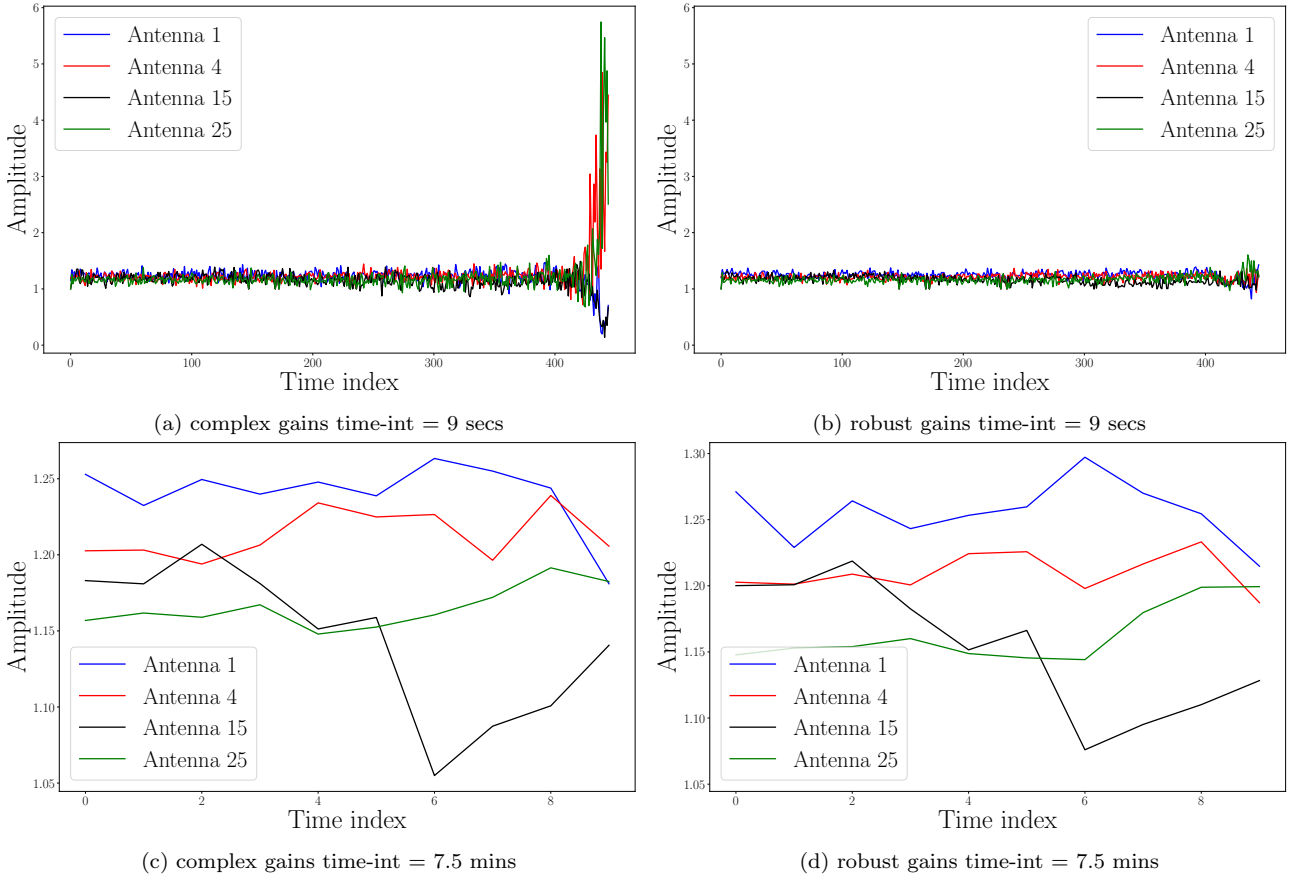 6
5
4
3
2
1
0
Amplitude
Antenna 1
Antenna 4
Antenna 15
Antenna 25
0 100 200 300 400
Time index
(a) complex gains time-int = 9 secs
6
5
4
3
2
1
0
Amplitude
Antenna 1
Antenna 4
Antenna 15
Antenna 25
0 100 200 300 400
Time index
(b) robust gains time-int = 9 secs
1.25
1.20
1.15
1.10
1.05
Amplitude
Antenna 1
Antenna 4
Antenna 15
Antenna 25
0 2 4 6 8
Time index
(c) complex gains time-int = 7.5 mins
1.30
1.25
1.20
1.15
1.10
1.05
Amplitude
Antenna 1
Antenna 4
Antenna 15
Antenna 25
0 2 4 6 8
Time index
(d) robust gains time-int = 7.5 mins